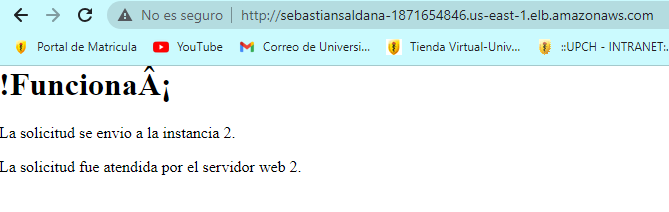 No es seguro | http://sebastiansaldana-1871654846.us-east-1.elb.amazonaws.com
Portal de Matricula YouTube Correo de Universi... Tienda Virtual-Univ... ::UPCH - INTRANET:.
!FuncionaÂ¡
La solicitud se envio a la instancia 2.
La solicitud fue atendida por el servidor web 2.